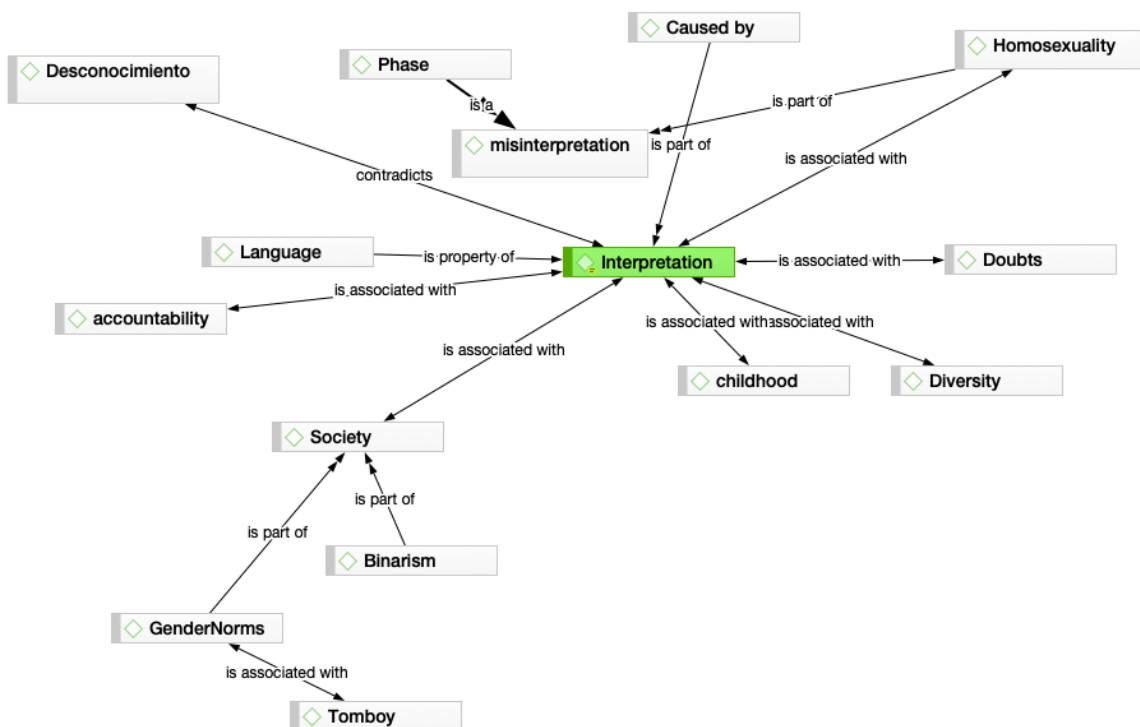 Caused by
Homosexuality
Desconocimiento
Phase
is a
is part of
misinterpretation
is part of
is associated with
contradicts
Language
is property of
Interpretation
is associated with
Doubts
is associated with
accountability
is associated with
associated with
is associated with
childhood
Diversity
Society
is part of
is part of
Binarism
GenderNorms
is associated with
Tomboy